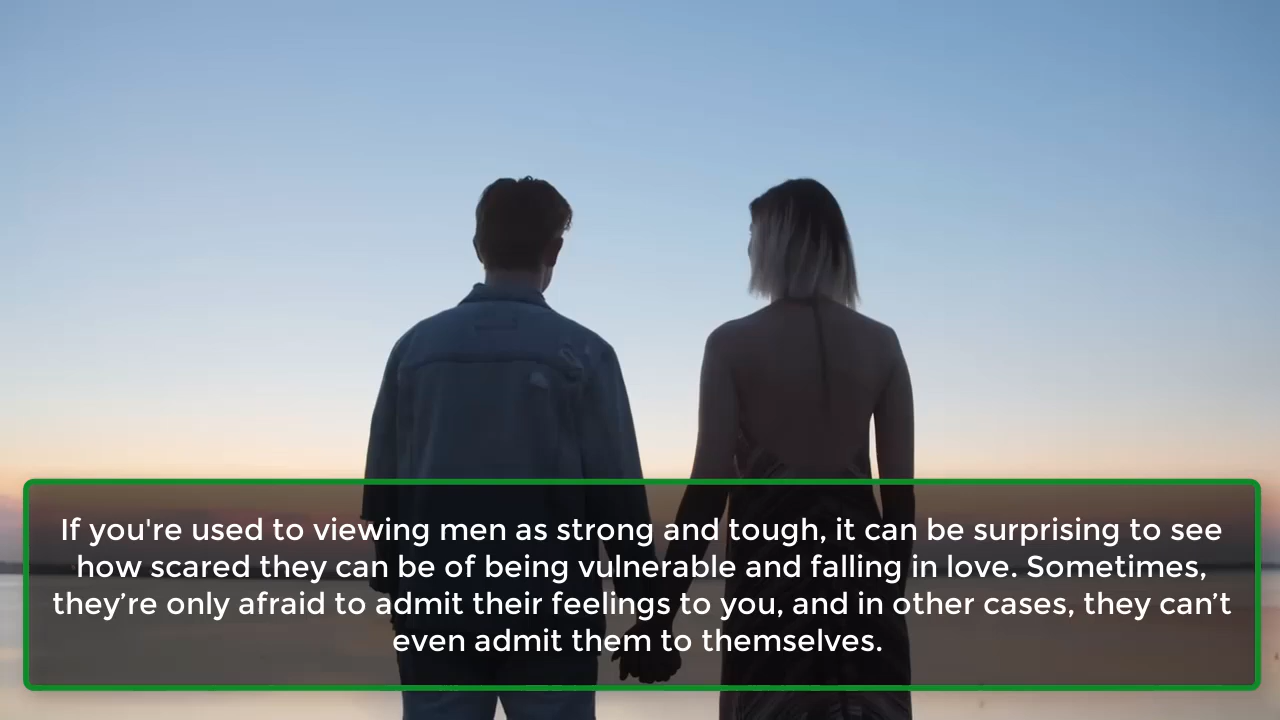 If you're used to viewing men as strong and tough, it can be surprising to see
how scared they can be of being vulnerable and falling in love. Sometimes,
they’re only afraid to admit their feelings to you, and in other cases, they can’t
even admit them to themselves.